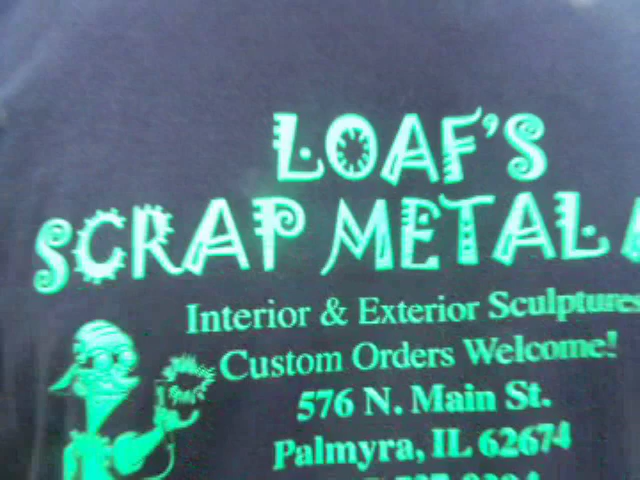 LOAF'S
SCRAP METAL
Interior & Exterior Sculptures
Custom Orders Welcome!
576 N. Main St.
Palmyra, IL 62674